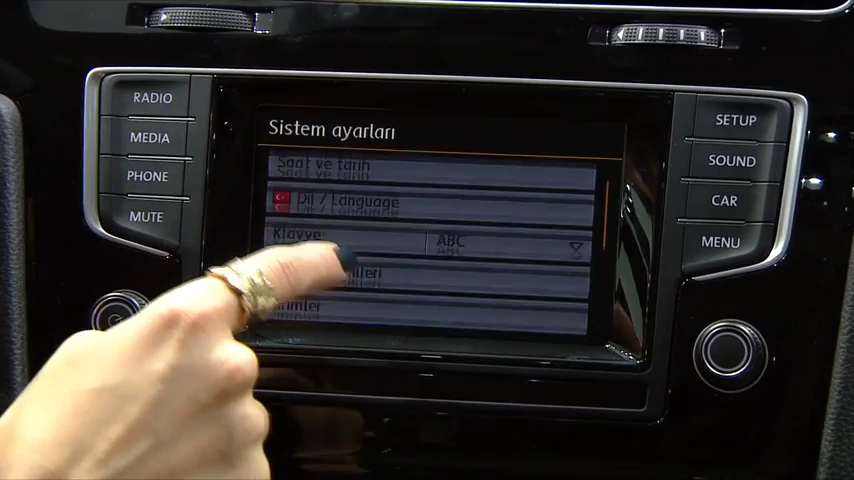 RADIO
MEDIA
PHONE
MUTE
Sistem ayarları
Saat ve tarih
Dil / Language
Klavye:
ABC
SETUP
SOUND
CAR
MENU